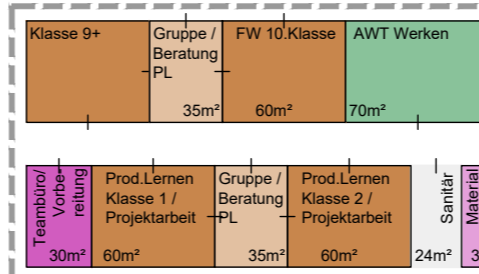 Klasse 9+
Gruppe /
Beratung
PL
35m²
FW 10.Klasse
60m²
AWT Werken
70m²
Teambüro/
Vorbe-
reitung
30m²
Prod.Lernen
Klasse 1 /
Projektarbeit
60m²
Gruppe /
Beratung
PL
35m²
Prod.Lernen
Klasse 2 /
Projektarbeit
60m²
Sanitär
24m²
Material
3